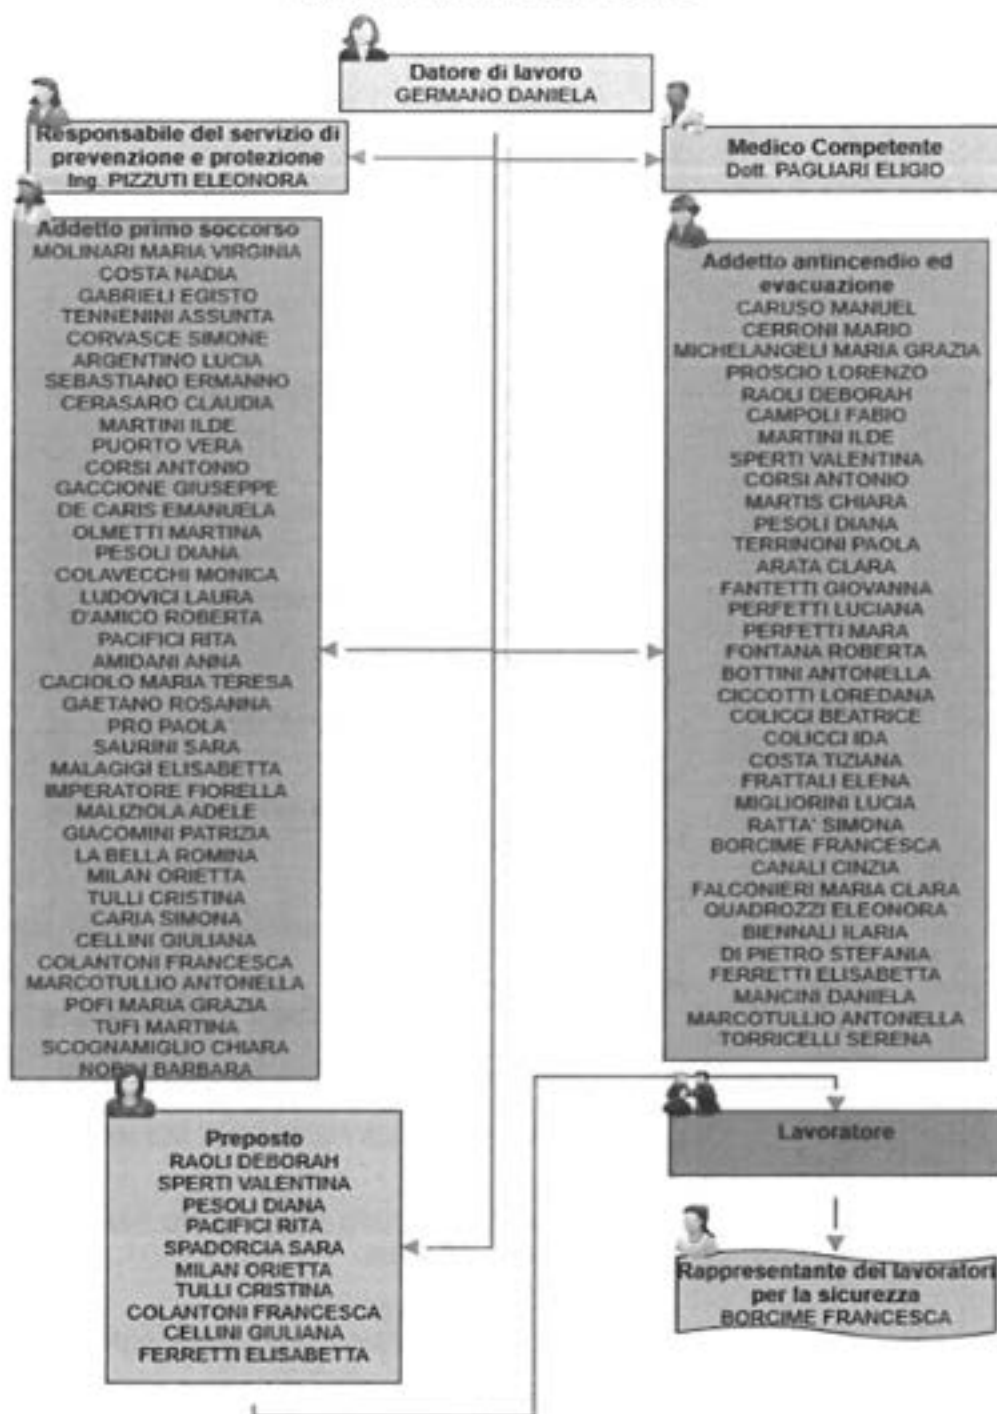 Datore di lavoro
GERMANO DANIELA
Responsabile del servizio di
prevenzione e protezione
Ing. PIZZUTI ELEONORA
Medico Competente
Dott. PAGLIARI ELIGIO
Addetto primo soccorso
MOLINARI MARIA VIRGINIA
COSTA NADIA
GABRIELI EGISTO
TENNENINI ASSUNTA
CORVASCE SIMONE
ARGENTINO LUCIA
SEBASTIANO ERMANNO
CERASARO CLAUDIA
MARTINI ILDE
PUORTO VERA
CORSI ANTONIO
GACCIONE GIUSEPPE
DE CARIS EMANUELA
OLMETTI MARTINA
PESOLI DIANA
COLAVECCHI MONICA
LUDOVICI LAURA
D'AMICO ROBERTA
PACIFICI RITA
AMIDANI ANNA
CACIOLO MARIA TERESA
GAETANO ROSANNA
PRO PAOLA
SAURINI SARA
MALAGIGI ELISABETTA
IMPERATORE FIORELLA
MALIZIOLA ADELE
GIACOMINI PATRIZIA
LA BELLA ROMINA
MILAN ORIETTA
TULLI CRISTINA
CARIA SIMONA
CELLINI GIULIANA
COLANTONI FRANCESCA
MARCOTULLIO ANTONELLA
POFI MARIA GRAZIA
TUFI MARTINA
SCOGNAMIGLIO CHIARA
BARBARA
Addetto antincendio ed
evacuazione
CARUSO MANUEL
CERRONI MARIO
MICHELANGELI MARIA GRAZIA
PROSCIO LORENZO
RAOLI DEBORAH
CAMPOLI FABIO
MARTINI ILDE
SPERTI VALENTINA
CORSI ANTONIO
MARTIS CHIARA
PESOLI DIANA
TERRINONI PAOLA
ARATA CLARA
FANTETTI GIOVANNA
PERFETTI LUCIANA
PERFETTI MARA
FONTANA ROBERTA
BOTTINI ANTONELLA
CICCOTTI LOREDANA
COLICCI BEATRICE
COLICCI IDA
COSTA TIZIANA
FRATTALI ELENA
MIGLIORINI LUCIA
RATTA' SIMONA
BORCIME FRANCESCA
CANALI CINZIA
FALCONIERI MARIA CLARA
QUADROZZI ELEONORA
BIENNALI ILARIA
DI PIETRO STEFANIA
FERRETTI ELISABETTA
MANCINI DANIELA
MARCOTULLIO ANTONELLA
TORRICELLI SERENA
Preposto
RAOLI DEBORAH
SPERTI VALENTINA
PESOLI DIANA
PACIFICI RITA
SPADORCIA SARA
MILAN ORIETTA
TULLI CRISTINA
COLANTONI FRANCESCA
CELLINI GIULIANA
FERRETTI ELISABETTA
Lavoratore
Rappresentante dei lavoratori
per la sicurezza
BORCIME FRANCESCA